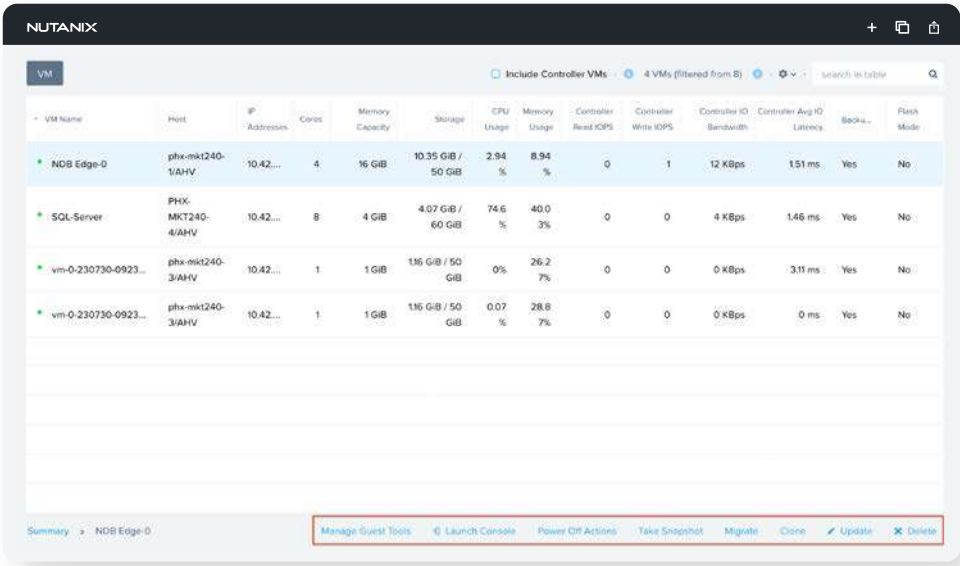 NUTANIX
VM
Include Controller VMs · 4 VMs (filtered from 8) · search in table
VM Name Host IP Addresses Cores Memory Capacity Storage CPU Usage Memory Usage Controller Read IOPS Controller Write IOPS Controller IO Bandwidth Controller Avg IO Latency Backu... Flash Mode
NDB Edge-0 phx-mkt240-1/AHV 10.42.... 4 16 GiB 10.35 GiB / 50 GiB 2.94 % 8.94 % 0 1 12 KBps 1.51 ms Yes No
SQL-Server PHX-MKT240-4/AHV 10.42.... 8 4 GiB 4.07 GiB / 60 GiB 74.6 % 40.0 3% 0 0 4 KBps 1.46 ms Yes No
vm-0-230730-0923... phx-mkt240-3/AHV 10.42.... 1 1 GiB 1.16 GiB / 50 GiB 0% 26.2 7% 0 0 0 KBps 3.11 ms Yes No
vm-0-230730-0923... phx-mkt240-3/AHV 10.42.... 1 1 GiB 1.16 GiB / 50 GiB 0.07 % 28.8 7% 0 0 0 KBps 0 ms Yes No
Summary > NDB Edge-0 Manage Guest Tools Launch Console Power Off Actions Take Snapshot Migrate Clone Update Delete